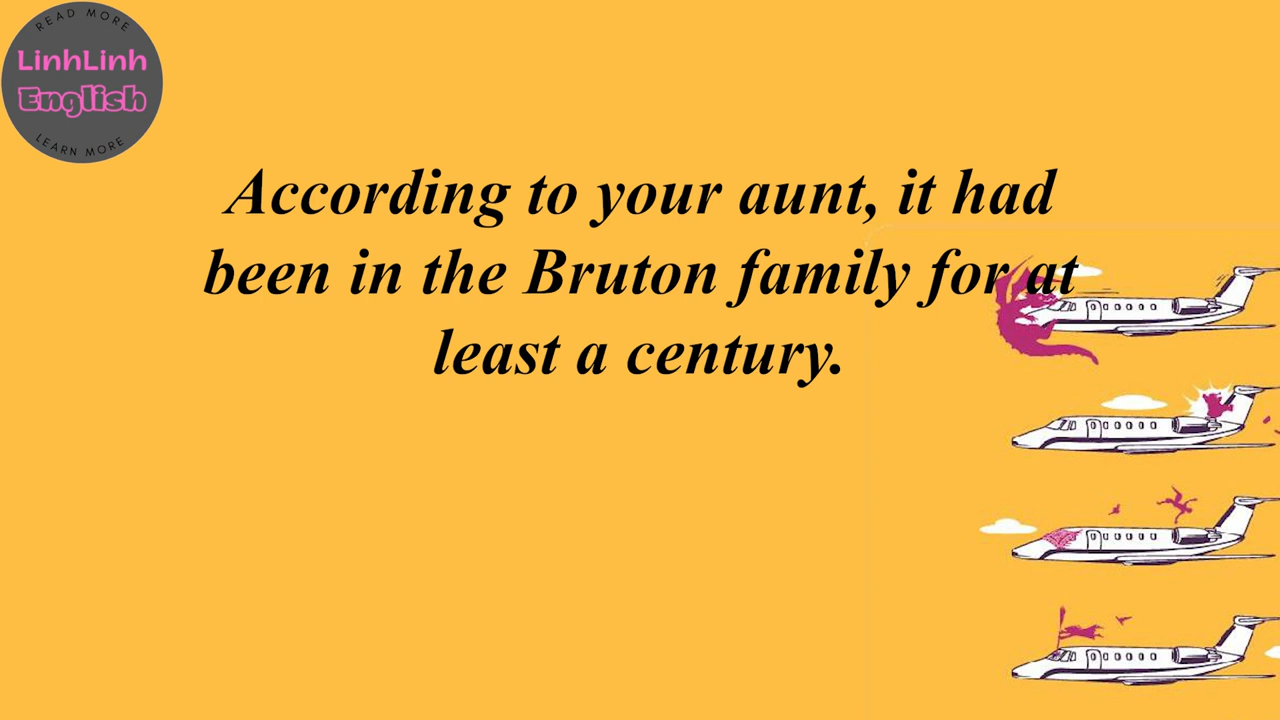 READ MORE
LinhLinh
English
LEARN MORE
According to your aunt, it had
been in the Bruton family for at
least a century.